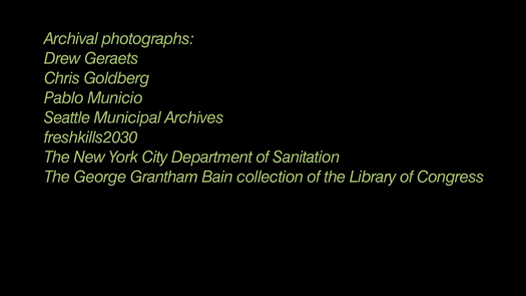 Archival photographs:
Drew Geraets
Chris Goldberg
Pablo Municio
Seattle Municipal Archives
freshkills2030
The New York City Department of Sanitation
The George Grantham Bain collection of the Library of Congress